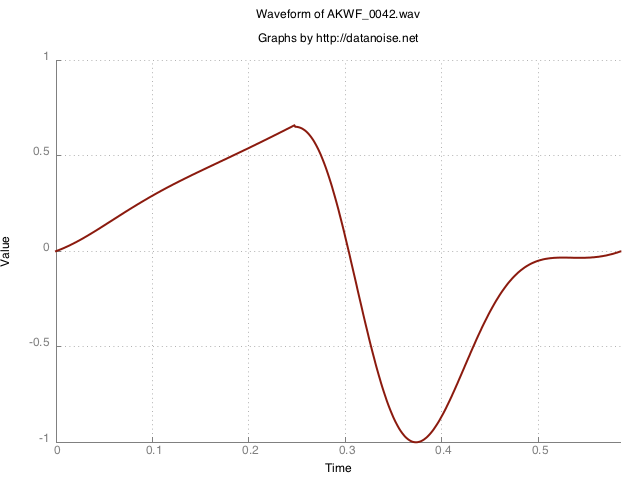 Waveform of AKWF_0042.wav
Graphs by http://datanoise.net
1
0.5
0
-0.5
-1
Value
0 0.1 0.2 0.3 0.4 0.5
Time